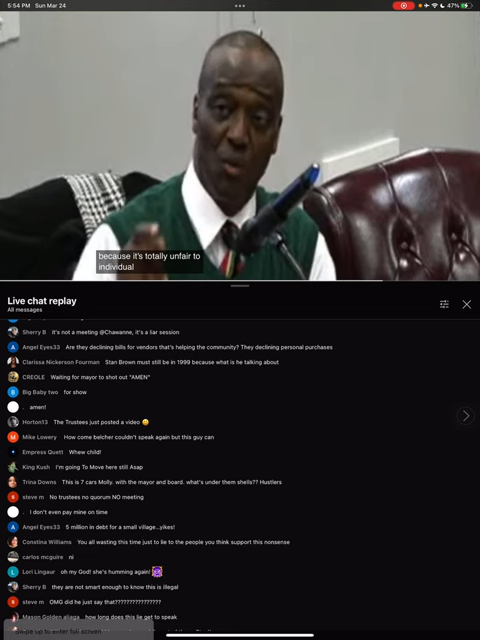 5:54 PM Sun Mar 24
47%
because it's totally unfair to
individual
Live chat replay
All messages
Sherry B it's not a meeting @Chawanne, it's a liar session
Angel Eyes33 Are they declining bills for vendors that's helping the community? They declining personal purchases
Clarissa Nickerson Fourman Stan Brown must still be in 1999 because what is he talking about
CREOLE Waiting for mayor to shot out "AMEN"
Big Baby two for show
. amen!
Horton13 The Trustees just posted a video 😀
Mike Lowery How come belcher couldn't speak again but this guy can
Empress Quett Whew child!
King Kush I'm going To Move here still Asap
Trina Downs This is 7 cars Molly. with the mayor and board. what's under them shells?? Hustlers
steve m No trustees no quorum NO meeting
. I don't even pay mine on time
Angel Eyes33 5 million in debt for a small village...yikes!
Constina Williams You all wasting this time just to lie to the people you think support this nonsense
carlos mcguire ni
Lori Lingaur oh my God! she's humming again!
Sherry B they are not smart enough to know this is illegal
steve m OMG did he just say that????????????????
Mason Golden aliaga how long does this lie get to speak
Swipe up to enter full screen